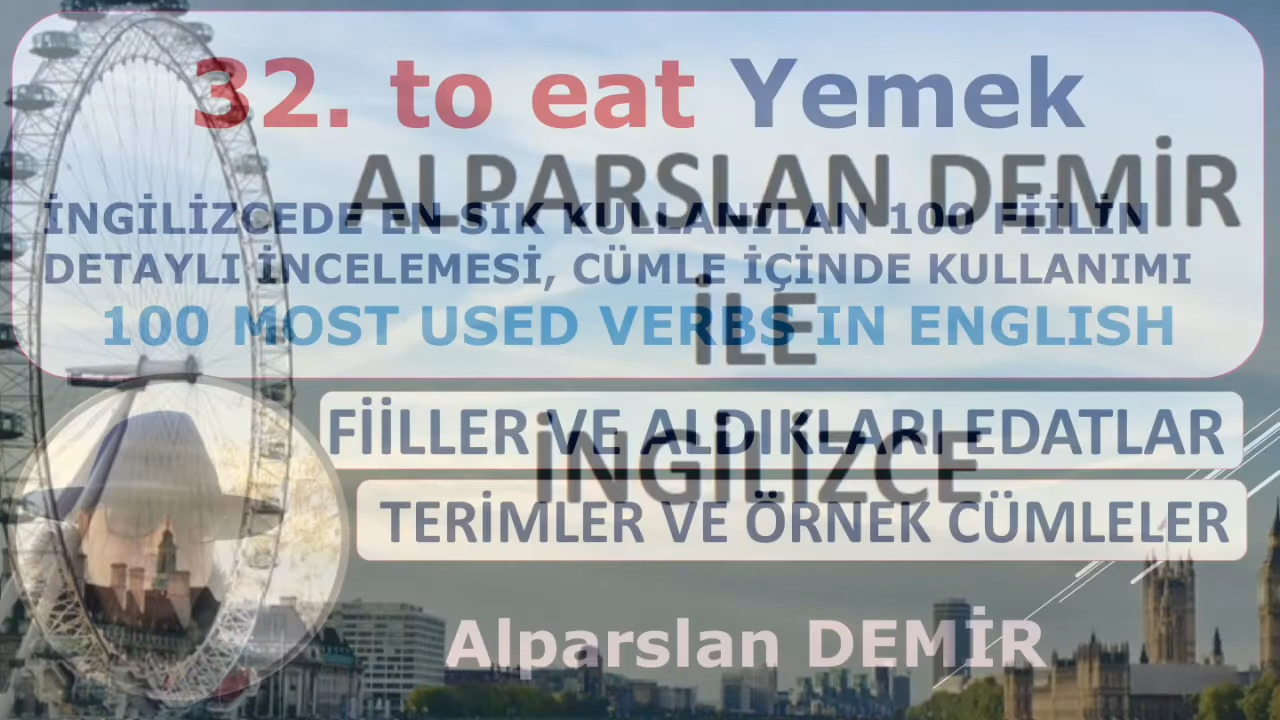 32. to eat Yemek
ALPARSLAN DEMİR
İNGİLİZCEDE EN SIK KULLANILAN 100 FİİLİN
DETAYLI İNCELEMESİ, CÜMLE İÇİNDE KULLANIMI
İLE
100 MOST USED VERBS IN ENGLISH
FİİLLER VE ALDIKLARI EDATLAR
İNGİLİZCE
TERİMLER VE ÖRNEK CÜMLELER
Alparslan DEMİR